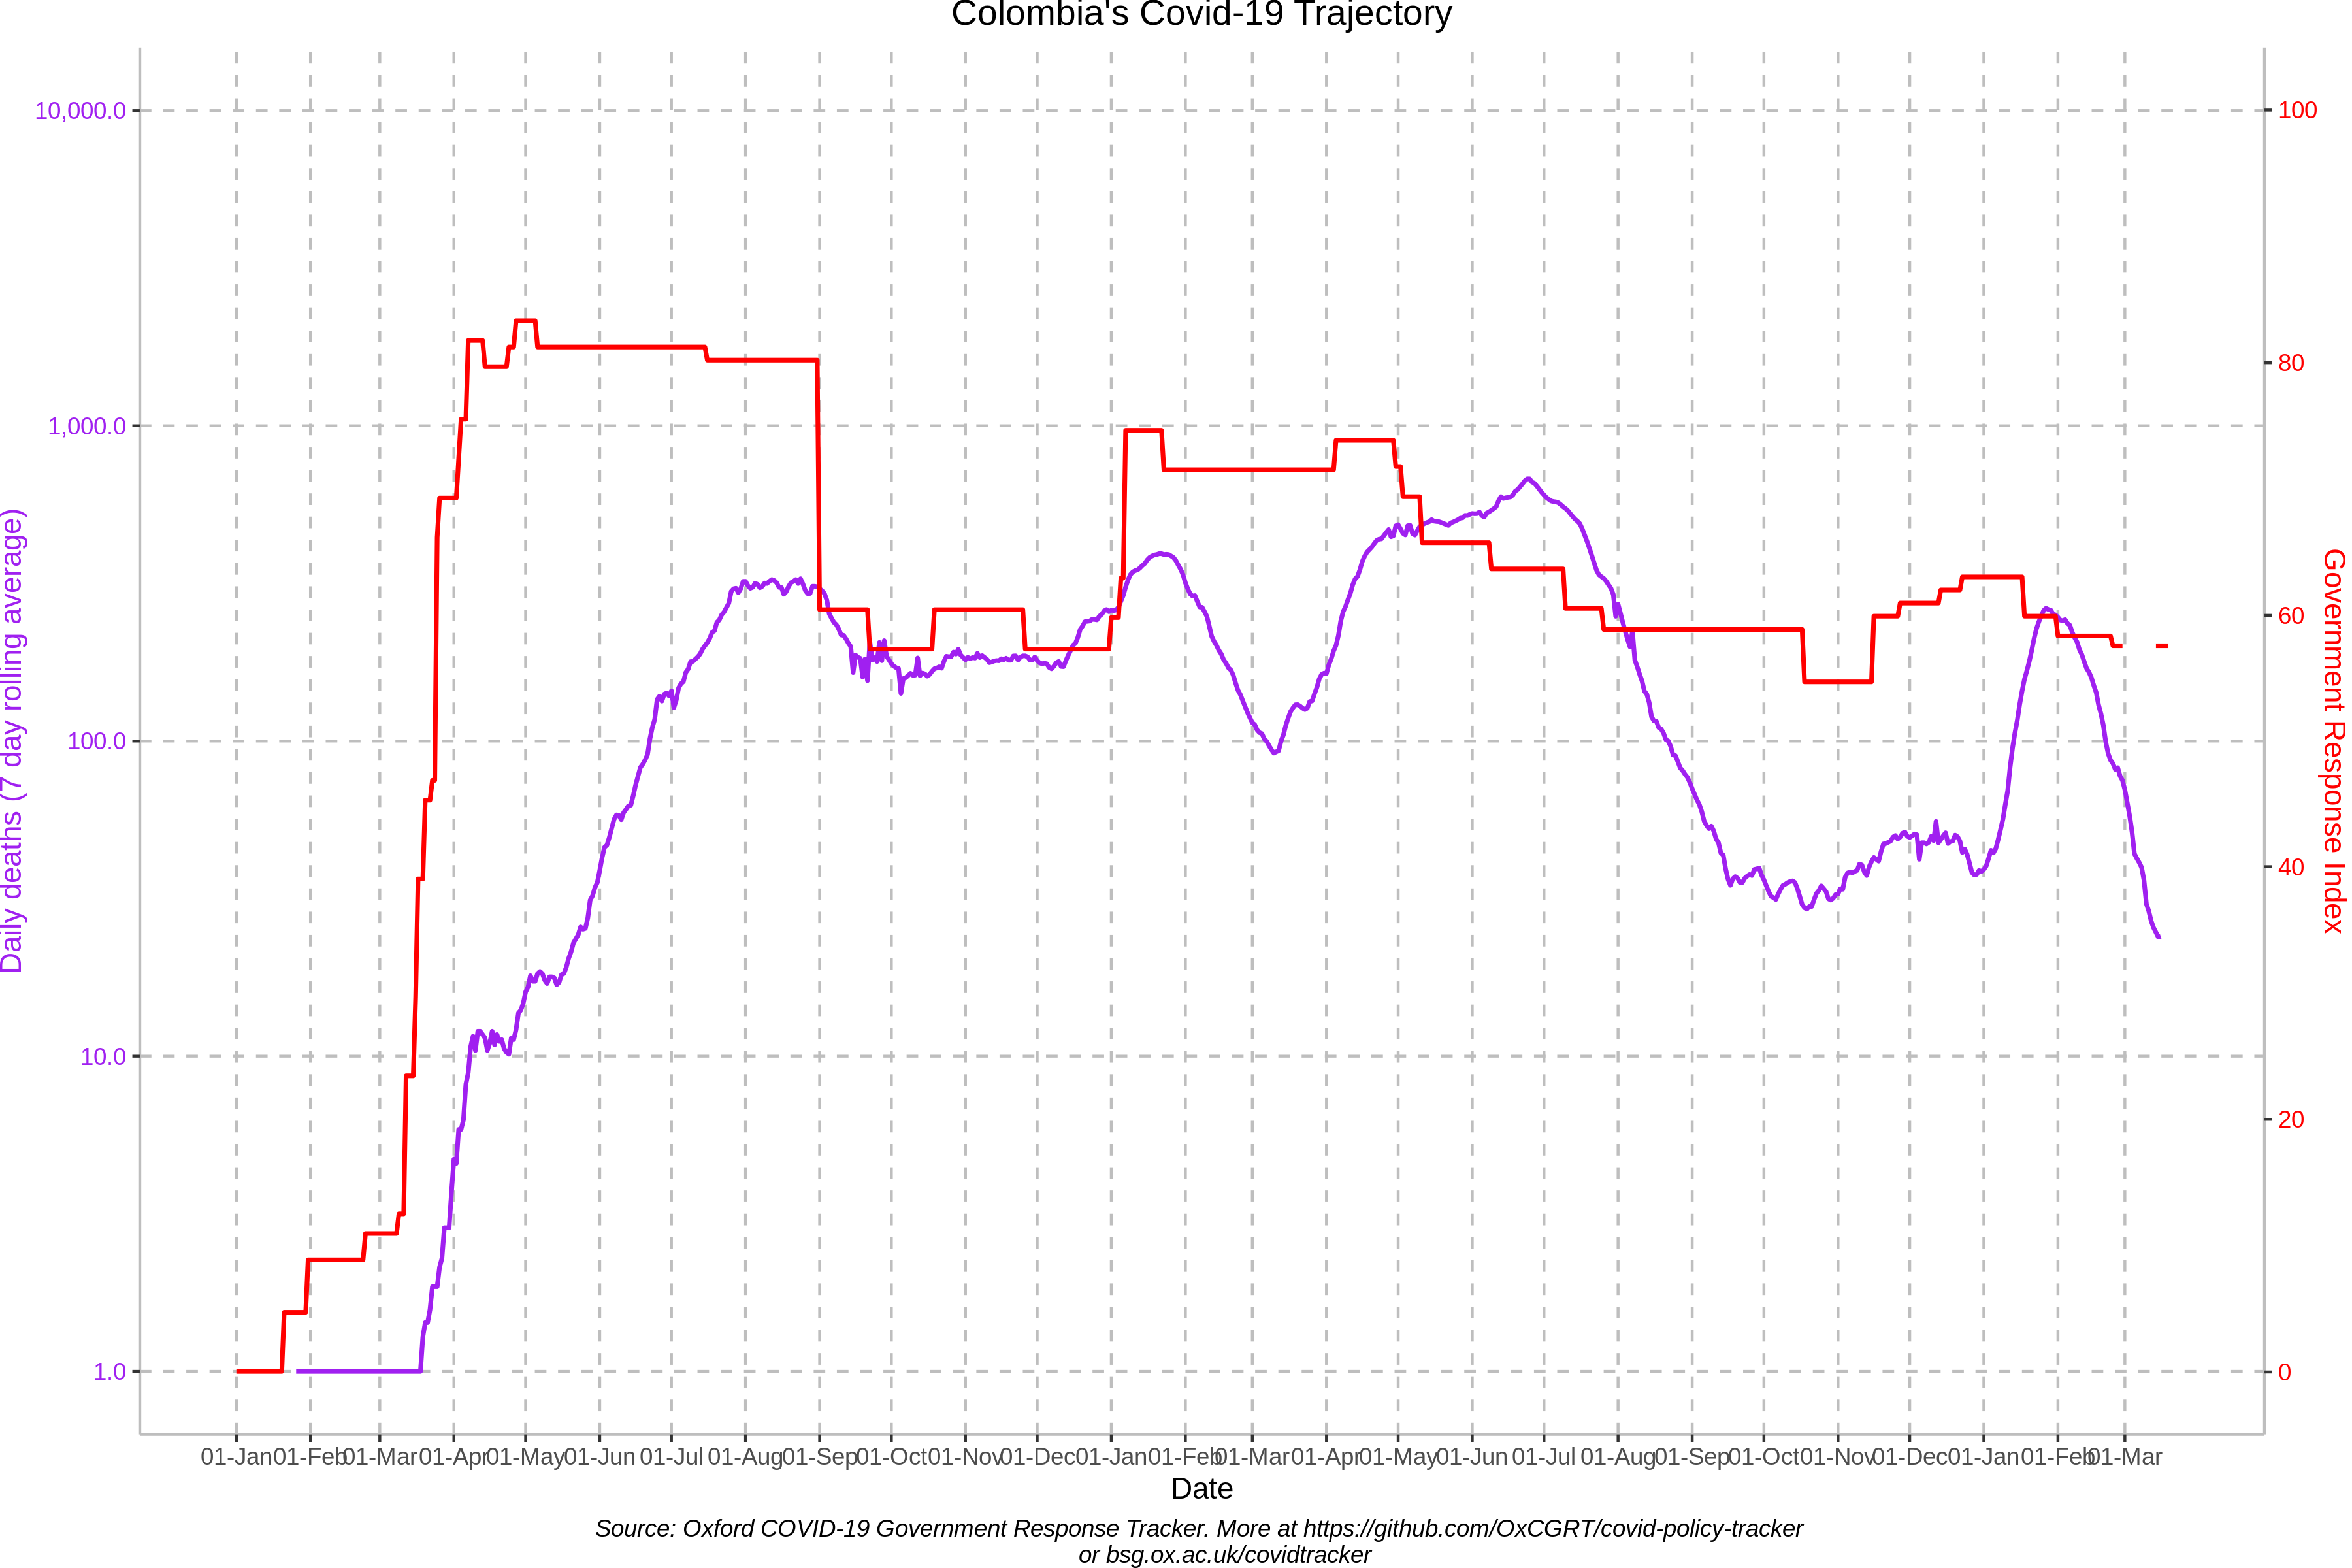 Colombia's Covid-19 Trajectory
10,000.0
1,000.0
100.0
10.0
1.0
Daily deaths (7 day rolling average)
100
80
60
40
20
0
Government Response Index
01-Jan 01-Feb 01-Mar 01-Apr 01-May 01-Jun 01-Jul 01-Aug 01-Sep 01-Oct 01-Nov 01-Dec 01-Jan 01-Feb 01-Mar 01-Apr 01-May 01-Jun 01-Jul 01-Aug 01-Sep 01-Oct 01-Nov 01-Dec 01-Jan 01-Feb 01-Mar
Date
Source: Oxford COVID-19 Government Response Tracker. More at https://github.com/OxCGRT/covid-policy-tracker
or bsg.ox.ac.uk/covidtracker